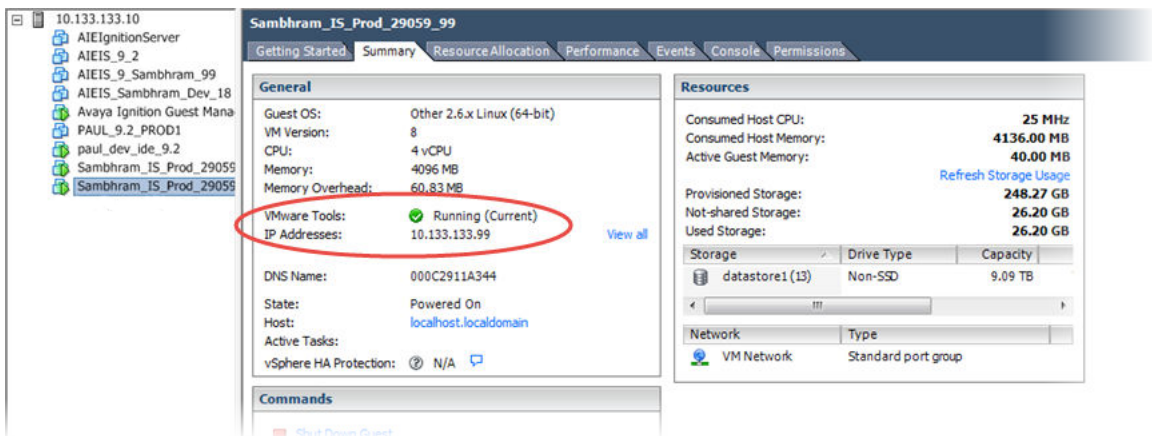 10.133.133.10
AIEIgnitionServer
AIEIS_9_2
AIEIS_9_Sambhram_99
AIEIS_Sambhram_Dev_18
Avaya Ignition Guest Mana
PAUL_9.2_PROD1
paul_dev_ide_9.2
Sambhram_IS_Prod_29059
Sambhram_IS_Prod_29059
Sambhram_IS_Prod_29059_99
Getting Started Summary Resource Allocation Performance Events Console Permissions
General
Guest OS: Other 2.6.x Linux (64-bit)
VM Version: 8
CPU: 4 vCPU
Memory: 4096 MB
Memory Overhead: 60.83 MB
VMware Tools: Running (Current)
IP Addresses: 10.133.133.99 View all
DNS Name: 000C2911A344
State: Powered On
Host: localhost.localdomain
Active Tasks:
vSphere HA Protection: N/A
Commands
Shut Down Guest
Resources
Consumed Host CPU: 25 MHz
Consumed Host Memory: 4136.00 MB
Active Guest Memory: 40.00 MB
Refresh Storage Usage
Provisioned Storage: 248.27 GB
Not-shared Storage: 26.20 GB
Used Storage: 26.20 GB
Storage Drive Type Capacity
datastore1 (13) Non-SSD 9.09 TB
Network Type
VM Network Standard port group